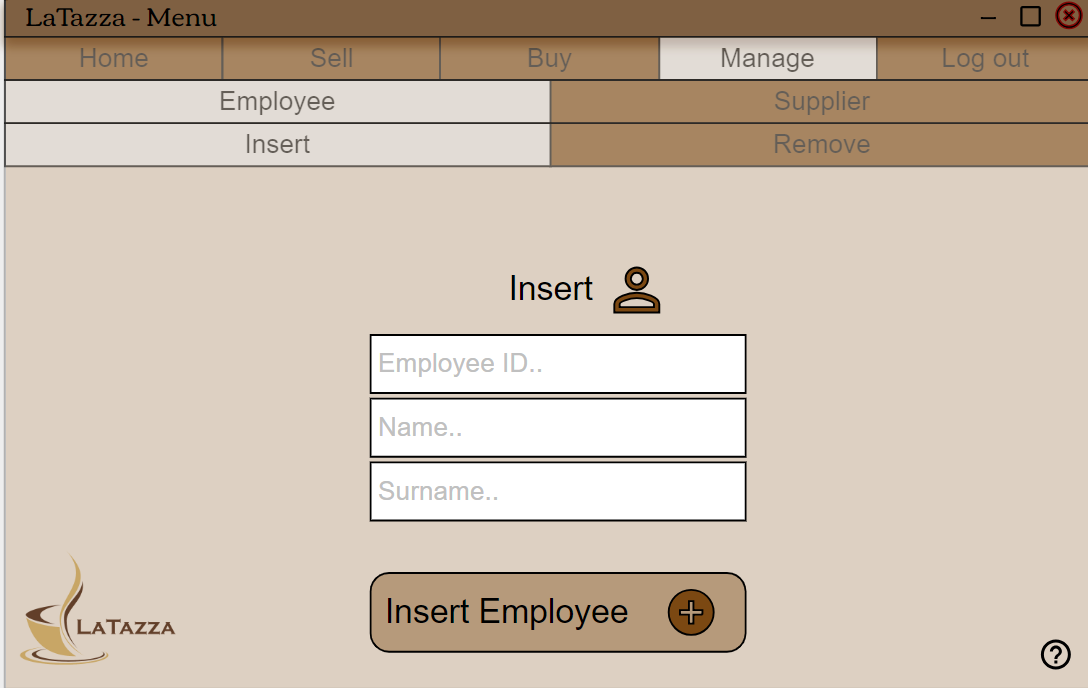 LaTazza - Menu
Home Sell Buy Manage Log out
Employee Supplier
Insert Remove
Insert
Employee ID..
Name..
Surname..
Insert Employee
LATAZZA